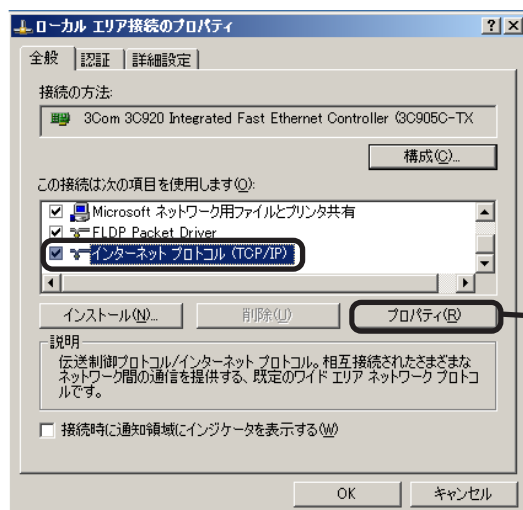 ローカル エリア接続のプロパティ
全般 認証 詳細設定
接続の方法:
3Com 3C920 Integrated Fast Ethernet Controller (3C905C-TX
構成(C)...
この接続は次の項目を使用します(O):
Microsoft ネットワーク用ファイルとプリンタ共有
FLDP Packet Driver
インターネット プロトコル (TCP/IP)
インストール(N)... 削除(U) プロパティ(R)
説明
伝送制御プロトコル/インターネット プロトコル。相互接続されたさまざまな
ネットワーク間の通信を提供する、既定のワイド エリア ネットワーク プロトコ
ルです。
接続時に通知領域にインジケータを表示する(W)
OK キャンセル